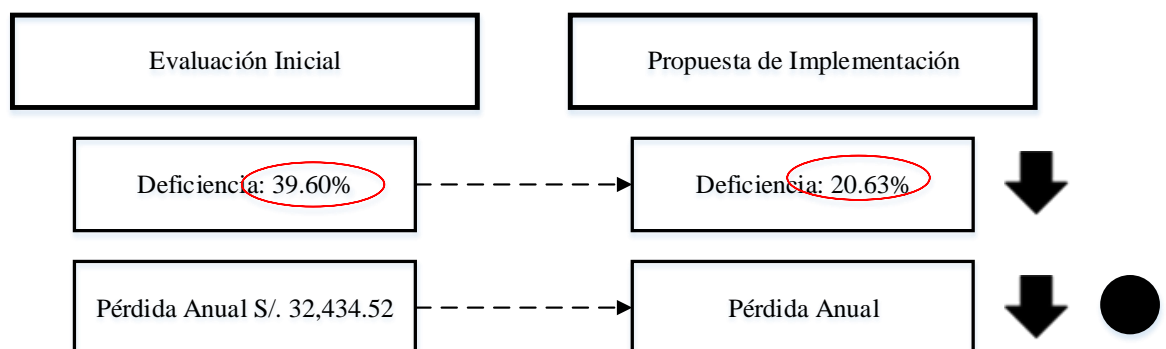 Evaluación Inicial
Propuesta de Implementación
Deficiencia: 39.60%
Deficiencia: 20.63%
Pérdida Anual S/. 32,434.52
Pérdida Anual